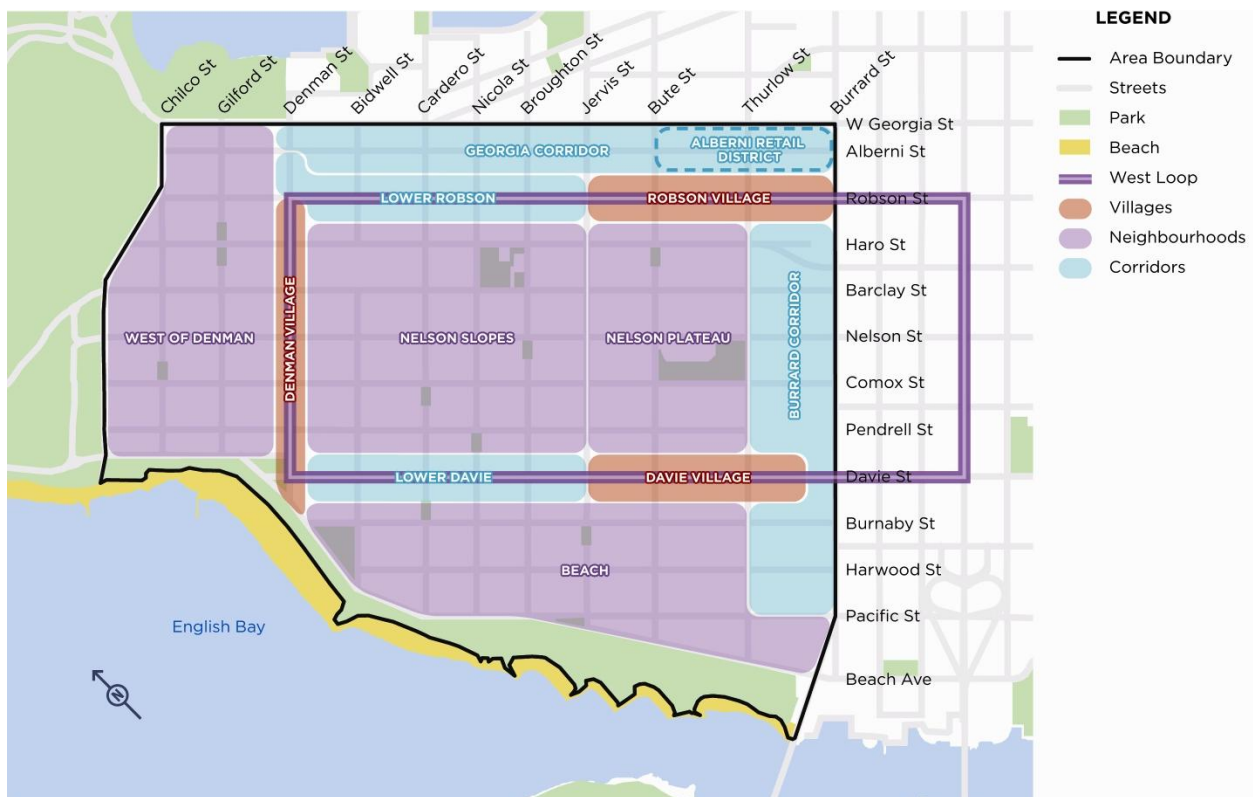 LEGEND
Area Boundary
Streets
Park
Beach
West Loop
Villages
Neighbourhoods
Corridors
Chilco St
Gilford St
Denman St
Bidwell St
Cardero St
Nicola St
Broughton St
Jervis St
Bute St
Thurlow St
Burrard St
W Georgia St
Alberni St
Robson St
Haro St
Barclay St
Nelson St
Comox St
Pendrell St
Davie St
Burnaby St
Harwood St
Pacific St
Beach Ave
GEORGIA CORRIDOR
ALBERNI RETAIL
DISTRICT
LOWER ROBSON
ROBSON VILLAGE
WEST OF DENMAN
DENMAN VILLAGE
NELSON SLOPES
NELSON PLATEAU
BURRARD CORRIDOR
LOWER DAVIE
DAVIE VILLAGE
BEACH
English Bay
N